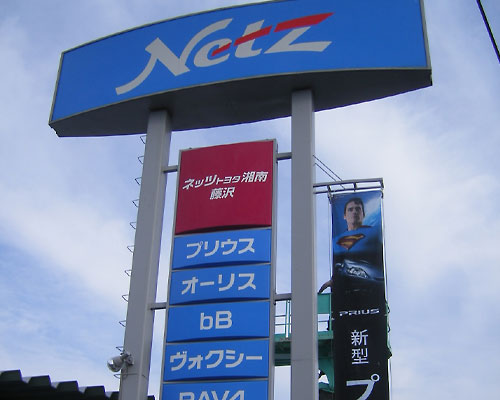 Netz
ネッツトヨタ湘南
藤沢
プリウス
オーリス
bB
ヴォクシー
RAV4
PRIUS
新型
プ